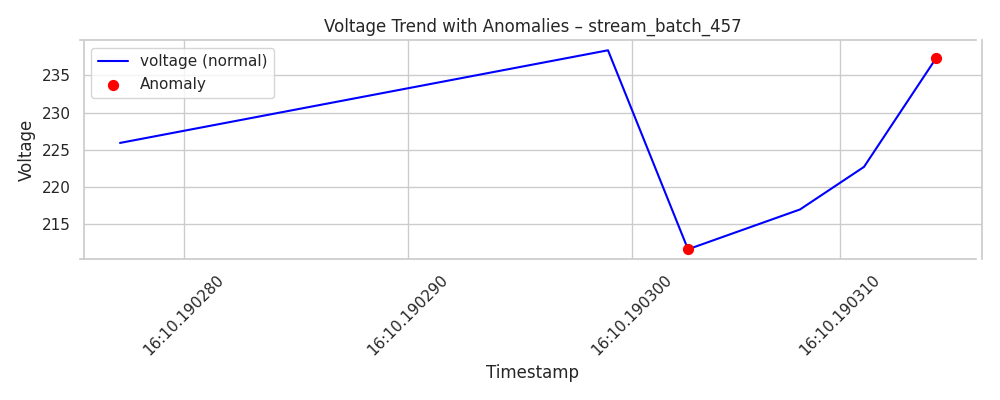 Voltage Trend with Anomalies – stream_batch_457
voltage (normal)
Anomaly
Voltage
235
230
225
220
215
16:10.190280
16:10.190290
16:10.190300
16:10.190310
Timestamp